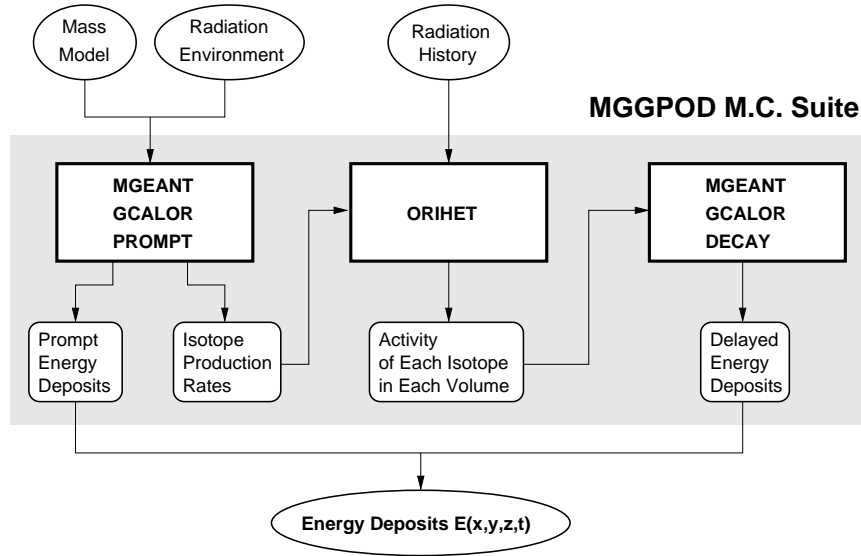 Mass
Model
Radiation
Environment
Radiation
History
MGGPOD M.C. Suite
MGEANT
GCALOR
PROMPT
ORIHET
MGEANT
GCALOR
DECAY
Prompt
Energy
Deposits
Isotope
Production
Rates
Activity
of Each Isotope
in Each Volume
Delayed
Energy
Deposits
Energy Deposits E(x,y,z,t)